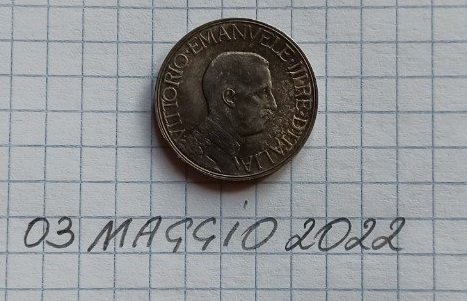 VITTORIO·EMANVELE·III·RE·D'ITALIA
03 MAGGIO 2022